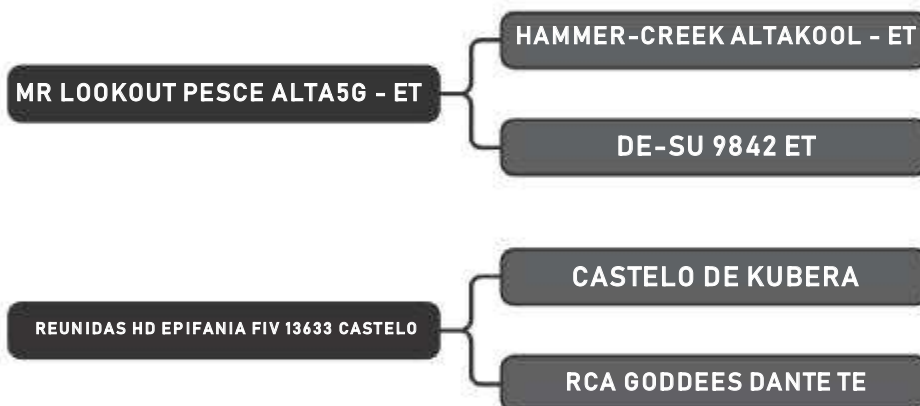 HAMMER-CREEK ALTAKOOL - ET
MR LOOKOUT PESCE ALTA5G - ET
DE-SU 9842 ET
CASTELO DE KUBERA
REUNIDAS HD EPIFANIA FIV 13633 CASTELO
RCA GODDEES DANTE TE